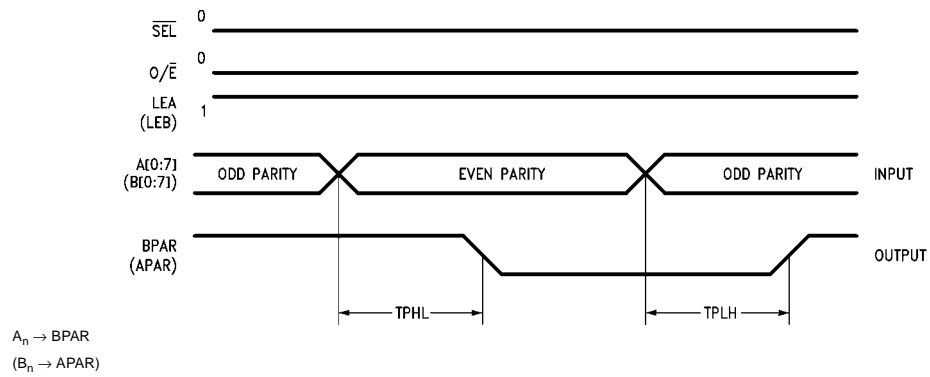 S̅E̅L̅ 0
O/E̅ 0
LEA
(LEB) 1
A[0:7]
(B[0:7]) ODD PARITY EVEN PARITY ODD PARITY INPUT
BPAR
(APAR) OUTPUT
TPHL TPLH
Aₙ → BPAR
(Bₙ → APAR)